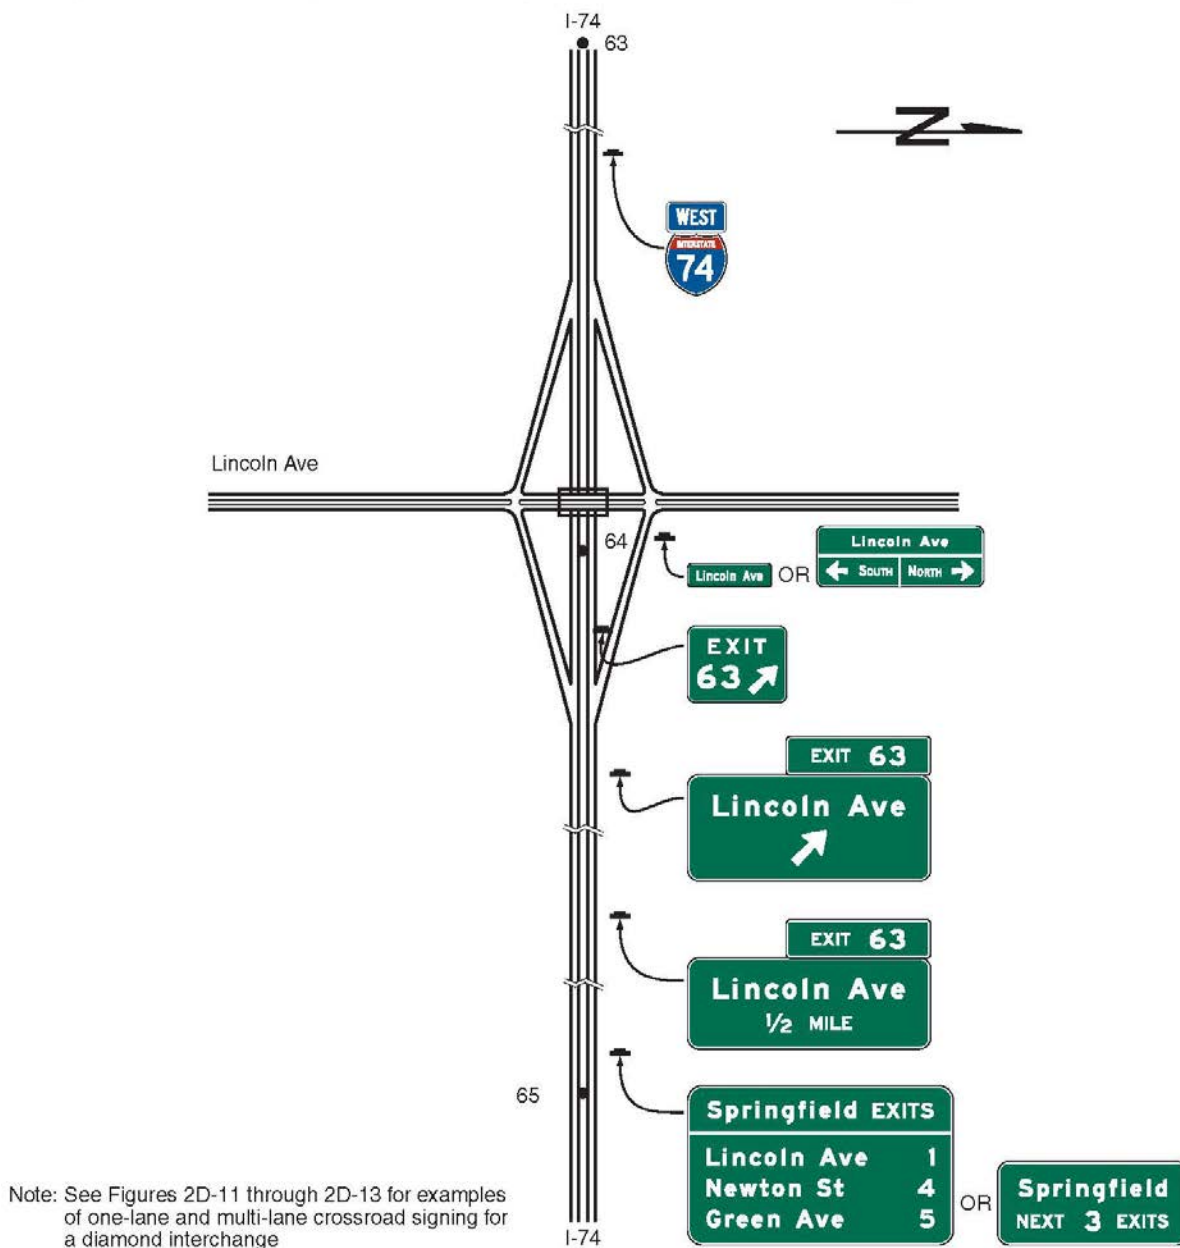 I-74
63
N
WEST
INTERSTATE
74
Lincoln Ave
64
Lincoln Ave
OR
Lincoln Ave
SOUTH NORTH
EXIT
63
EXIT 63
Lincoln Ave
EXIT 63
Lincoln Ave
1/2 MILE
65
Springfield EXITS
Lincoln Ave 1
Newton St 4
Green Ave 5
OR
Springfield
NEXT 3 EXITS
Note: See Figures 2D-11 through 2D-13 for examples
of one-lane and multi-lane crossroad signing for
a diamond interchange
I-74